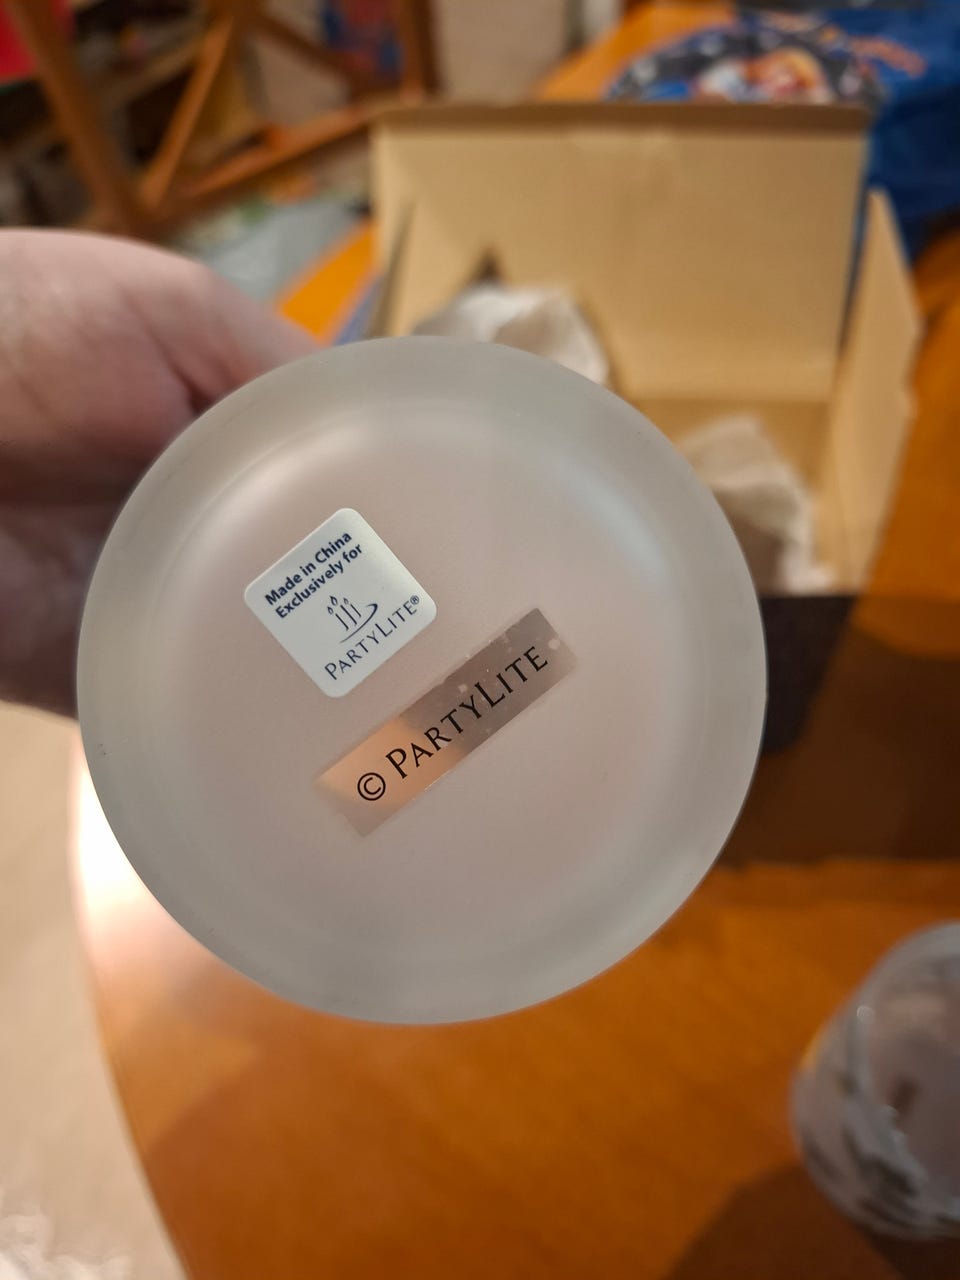 Made in China
Exclusively for
PARTYLITE®
© PARTYLITE